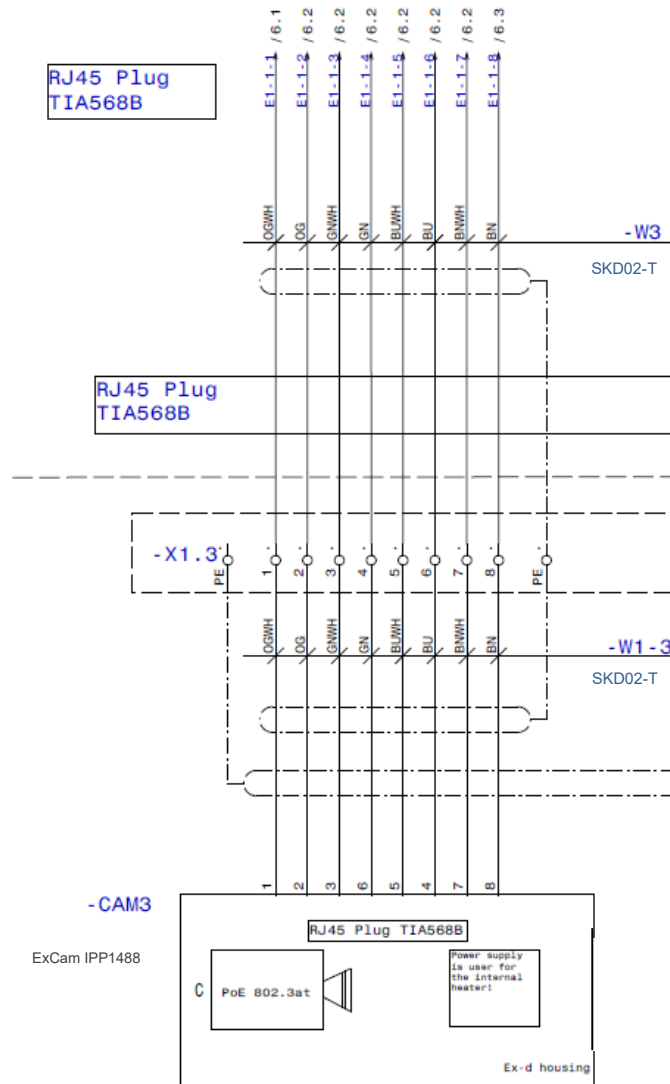 /6.1 /6.2 /6.2 /6.2 /6.2 /6.2 /6.2 /6.3
RJ45 Plug
TIA568B
E1-1-1 E1-1-2 E1-1-3 E1-1-4 E1-1-5 E1-1-6 E1-1-7 E1-1-8
OGWH OG GNWH GN BUWH BU BNWH BN
-W3
SKD02-T
RJ45 Plug
TIA568B
-X1.3
PE 1 2 3 4 5 6 7 8 PE
OGWH OG GNWH GN BUWH BU BNWH BN
-W1-3
SKD02-T
1 2 3 6 5 4 7 8
-CAM3
RJ45 Plug TIA568B
ExCam IPP1488
C PoE 802.3at
Power supply
is user for
the internal
heater!
Ex-d housing